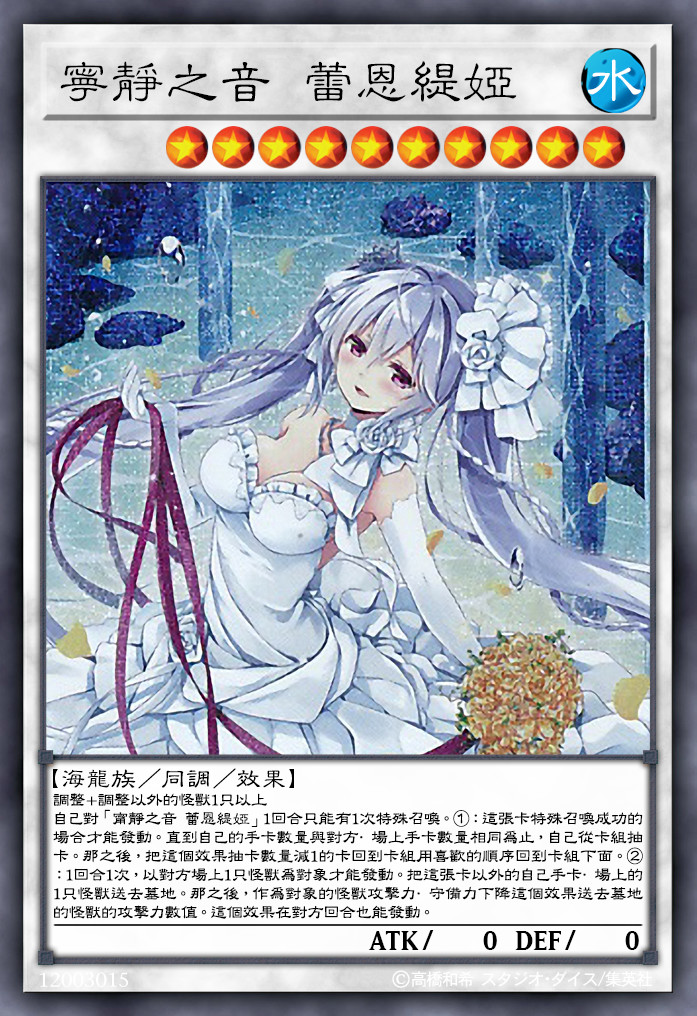 寧靜之音 蕾恩緹婭
水
【海龍族／同調／效果】
調整+調整以外的怪獸1只以上
自己對「甯靜之音 蕾恩緹婭」1回合只能有1次特殊召喚。①：這張卡特殊召喚成功的
場合才能發動。直到自己的手卡數量與對方·場上手卡數量相同為止，自己從卡組抽
卡。那之後，把這個效果抽卡數量減1的卡回到卡組用喜歡的順序回到卡組下面。②
：1回合1次，以對方場上1只怪獸為對象才能發動。把這張卡以外的自己手卡·場上的
1只怪獸送去墓地。那之後，作為對象的怪獸攻擊力·守備力下降這個效果送去墓地
的怪獸的攻擊力數值。這個效果在對方回合也能發動。
ATK/ 0 DEF/ 0
12003015 ©高橋和希 スタジオ・ダイス/集英社